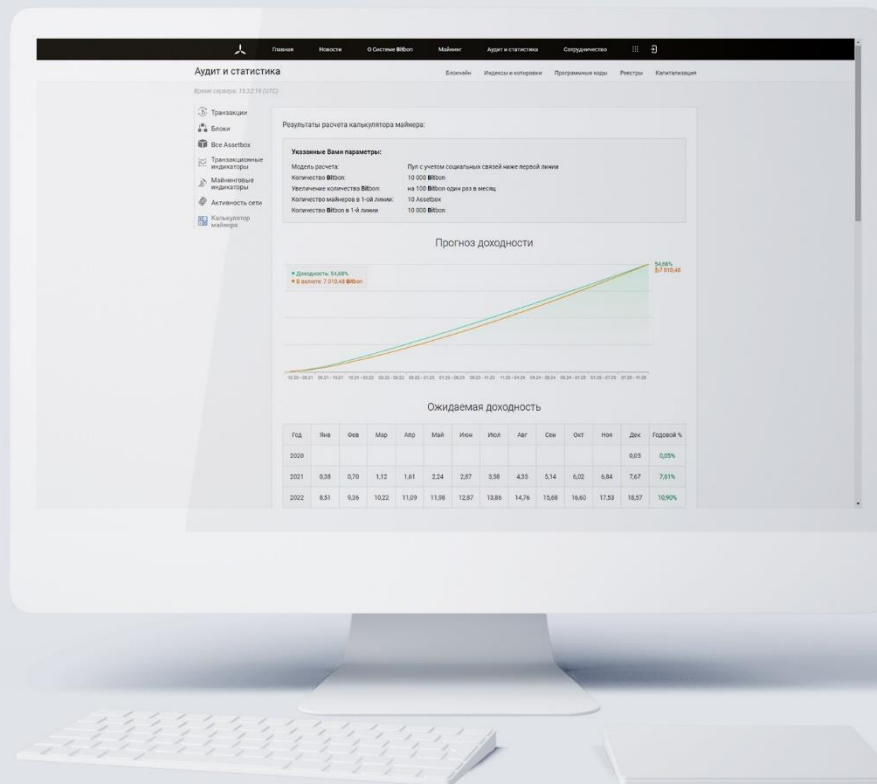 Главная Новости О Системе Bitbon Майнинг Аудит и статистика Сотрудничество
Аудит и статистика
Блокчейн Индексы и котировки Программные коды Реестры Капитализация
Время сервера: (UTC)
Транзакции
Блоки
Все Assetbox
Транзакционные
индикаторы
Майнинговые
индикаторы
Активность сети
Калькулятор
майнера
Результаты расчета калькулятора майнера:
Указанные Вами параметры:
Модель расчета: Пул с учетом социальных связей ниже первой линии
Количество Bitbon: 10 000 Bitbon
Увеличение количества Bitbon: на 100 Bitbon один раз в месяц
Количество майнеров в 1-ой линии: 10 Assetbox
Количество Bitbon в 1-й линии 10 000 Bitbon
Прогноз доходности
Доходность: 54,68%
В валюте: 7 010,48 Bitbon
54,68%
7 010,48
Ожидаемая доходность
Год Янв Фев Мар Апр Май Июн Июл Авг Сен Окт Ноя Дек Годовой %
2020 0,05 0,05%
2021 0,38 0,70 1,12 1,61 2,24 2,87 3,58 4,35 5,14 6,02 6,84 7,67 7,61%
2022 8,51 9,36 10,22 11,09 11,98 12,87 13,86 14,76 15,68 16,60 17,53 18,57 10,90%